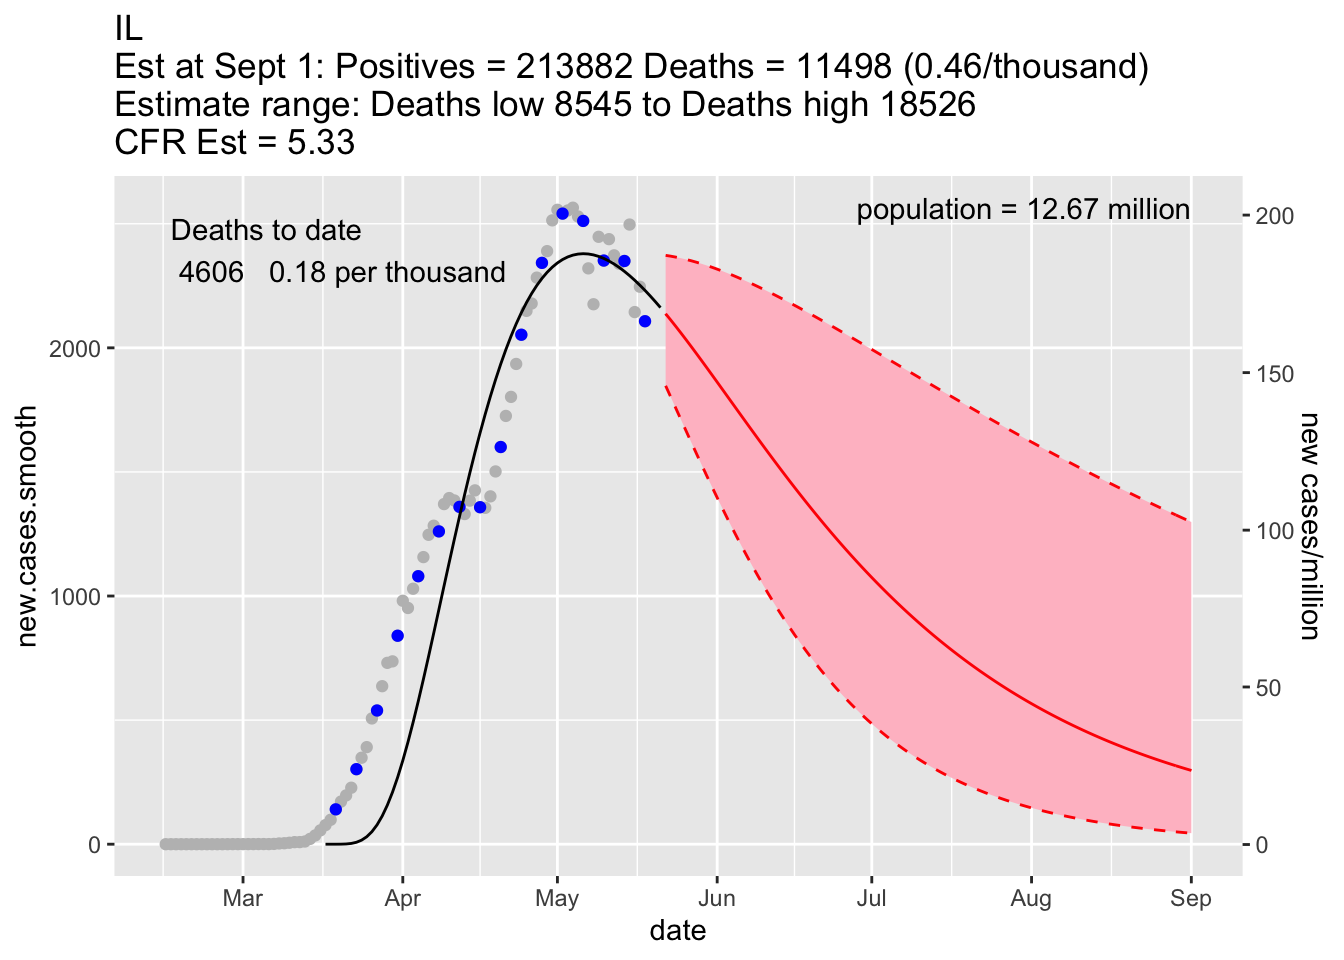 IL
Est at Sept 1: Positives = 213882 Deaths = 11498 (0.46/thousand)
Estimate range: Deaths low 8545 to Deaths high 18526
CFR Est = 5.33
Deaths to date
4606 0.18 per thousand
population = 12.67 million
new.cases.smooth
2000
1000
0
200
150
100
50
0
new cases/million
Mar Apr May Jun Jul Aug Sep
date